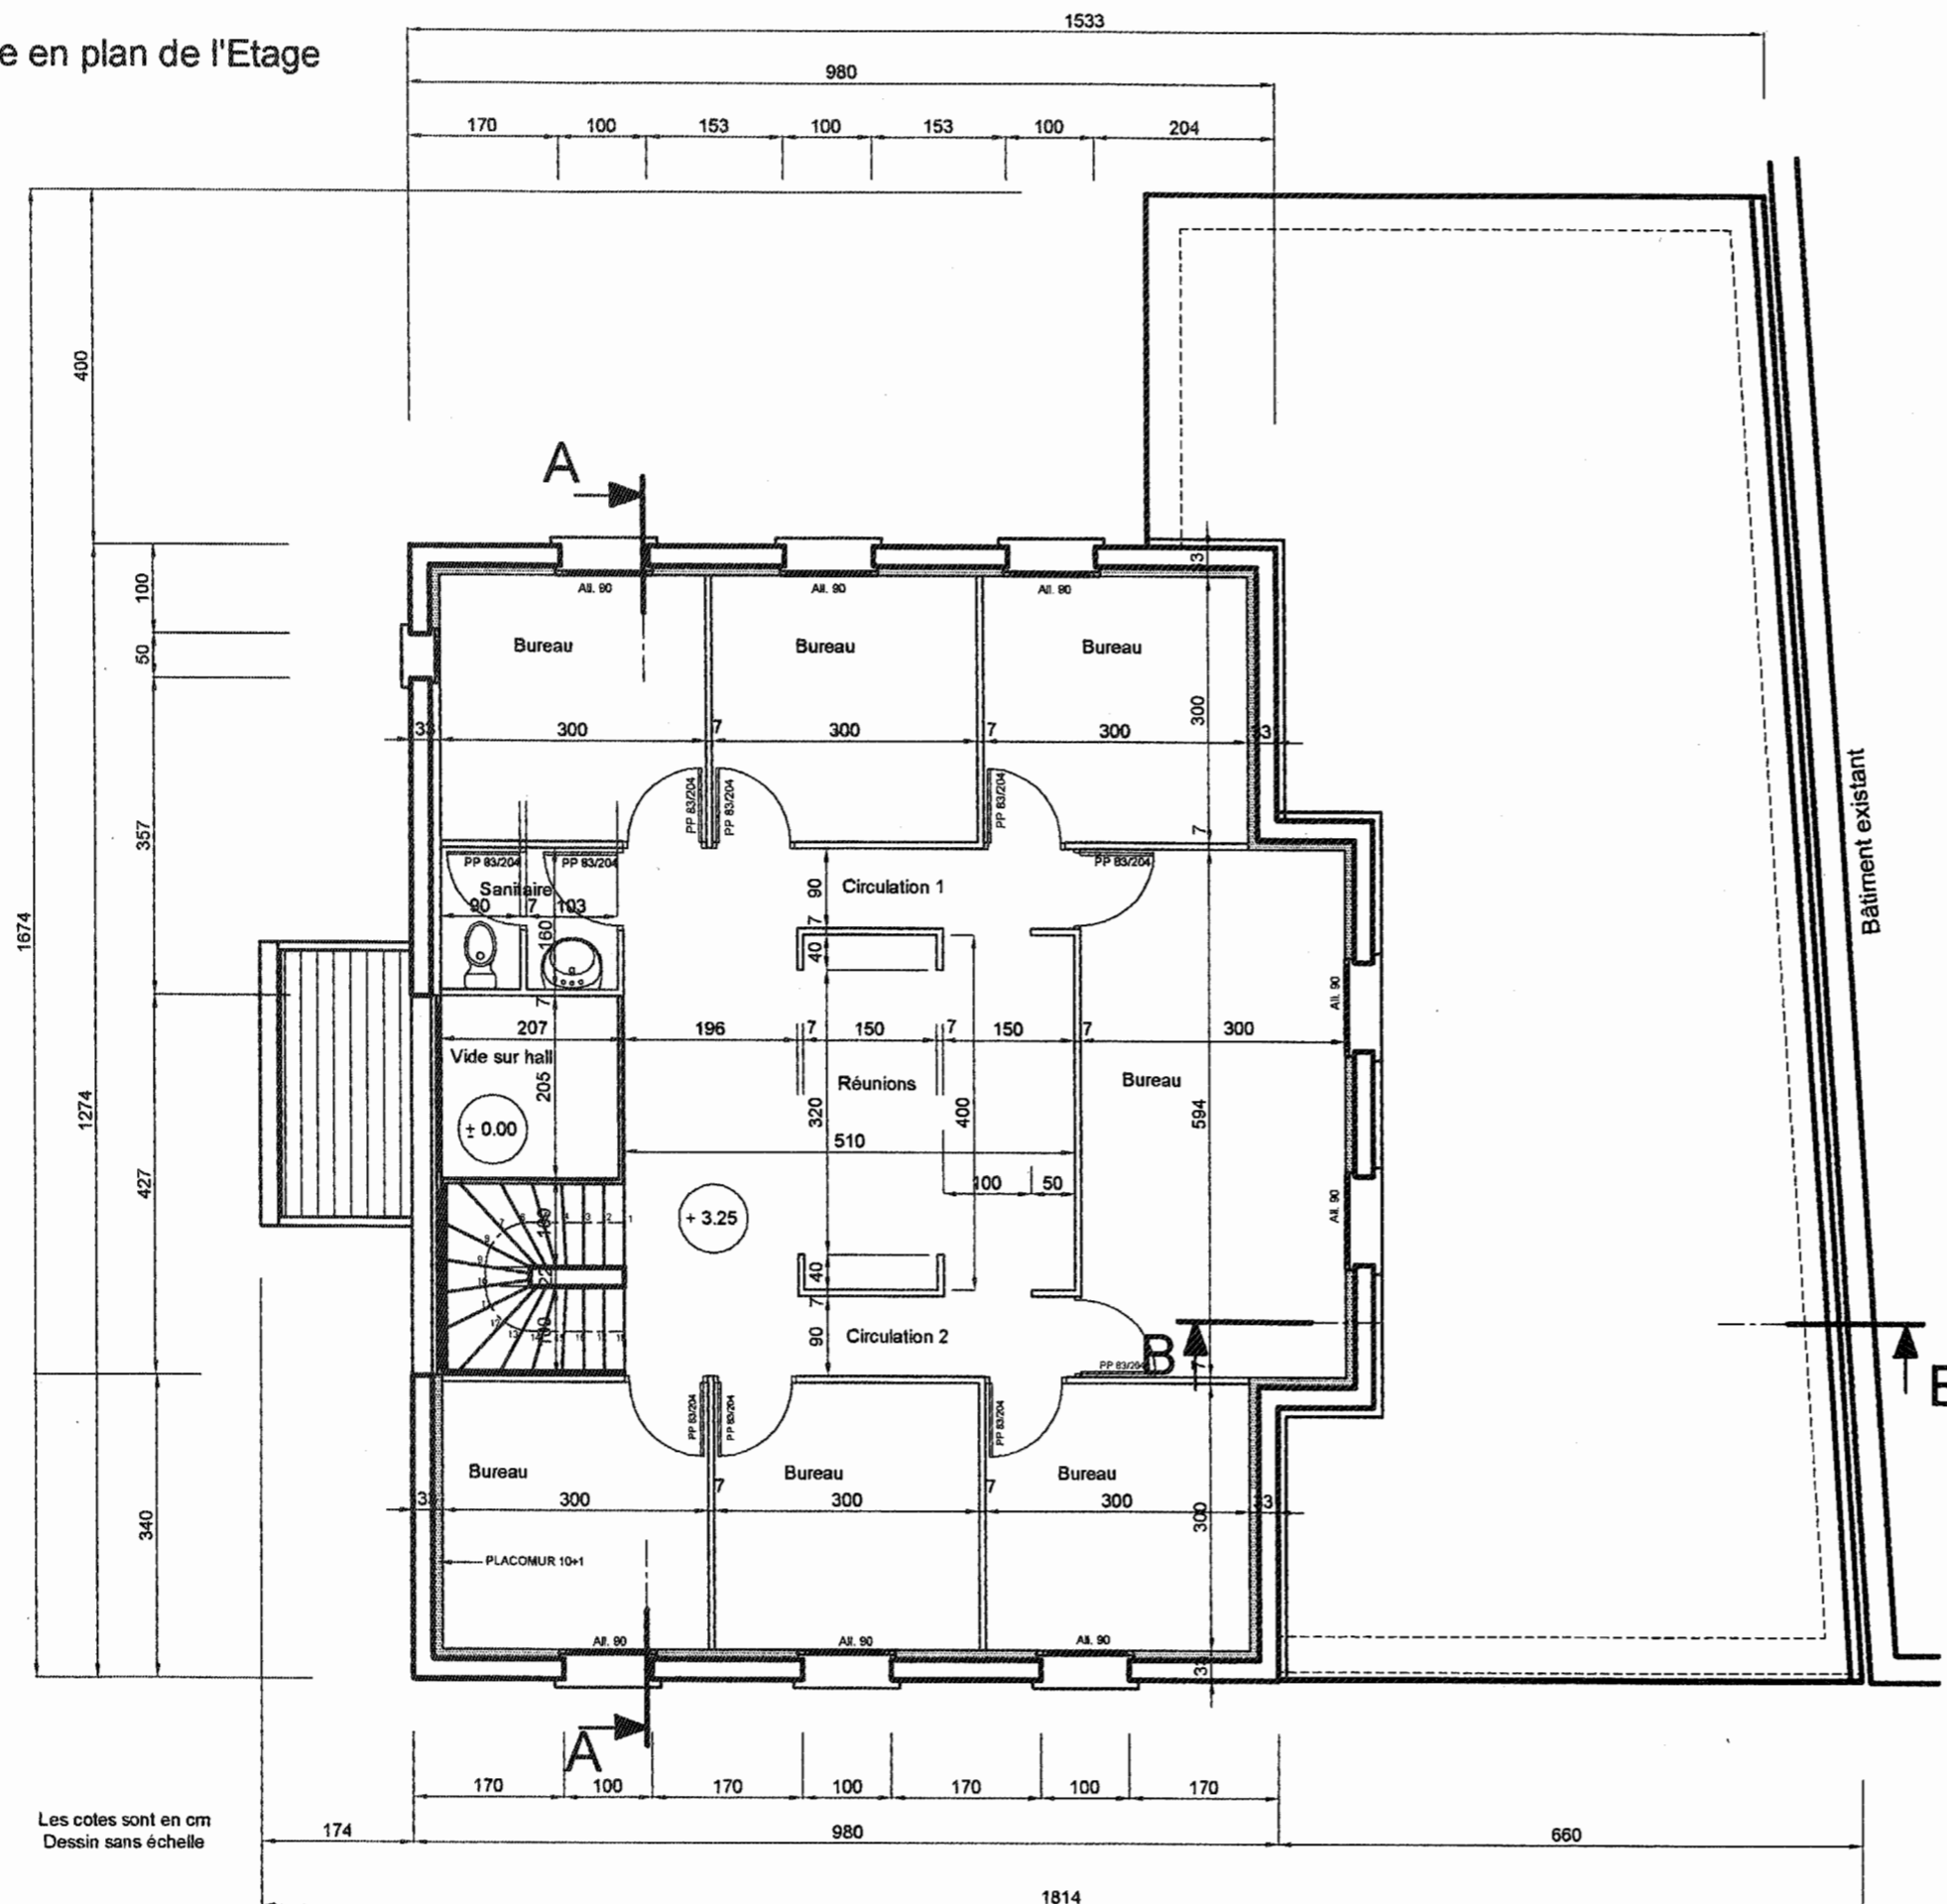 e en plan de l'Etage
1533
980
170 100 153 100 153 100 204
400
A
33
100
All. 90 All. 90 All. 90
50
Bureau Bureau Bureau
300
33 300 7 300 7 300 33
PP 83/204 PP 83/204 PP 83/204
7
357
Bâtiment existant
PP 83/204 PP 83/204 PP 83/204
Sanitaire
90 Circulation 1
90 7 103
160
7
40
1674
7
All. 90
207 196 7 150 7 150 7 300
Vide sur hall
205
Réunions
Bureau
1274
320
400
594
± 0.00
510
427
100 50
All. 90
+ 3.25
22
40
7
90 Circulation 2
B
B
PP 83/204
7
PP 83/204 PP 83/204 PP 83/204
Bureau Bureau Bureau
7 7
300 300 300 33
300
340
PLACOMUR 10+1
All. 90 All. 90 All. 90
33
A
170 100 170 100 170 100 170
Les cotes sont en cm
Dessin sans échelle
174 980 660
1814